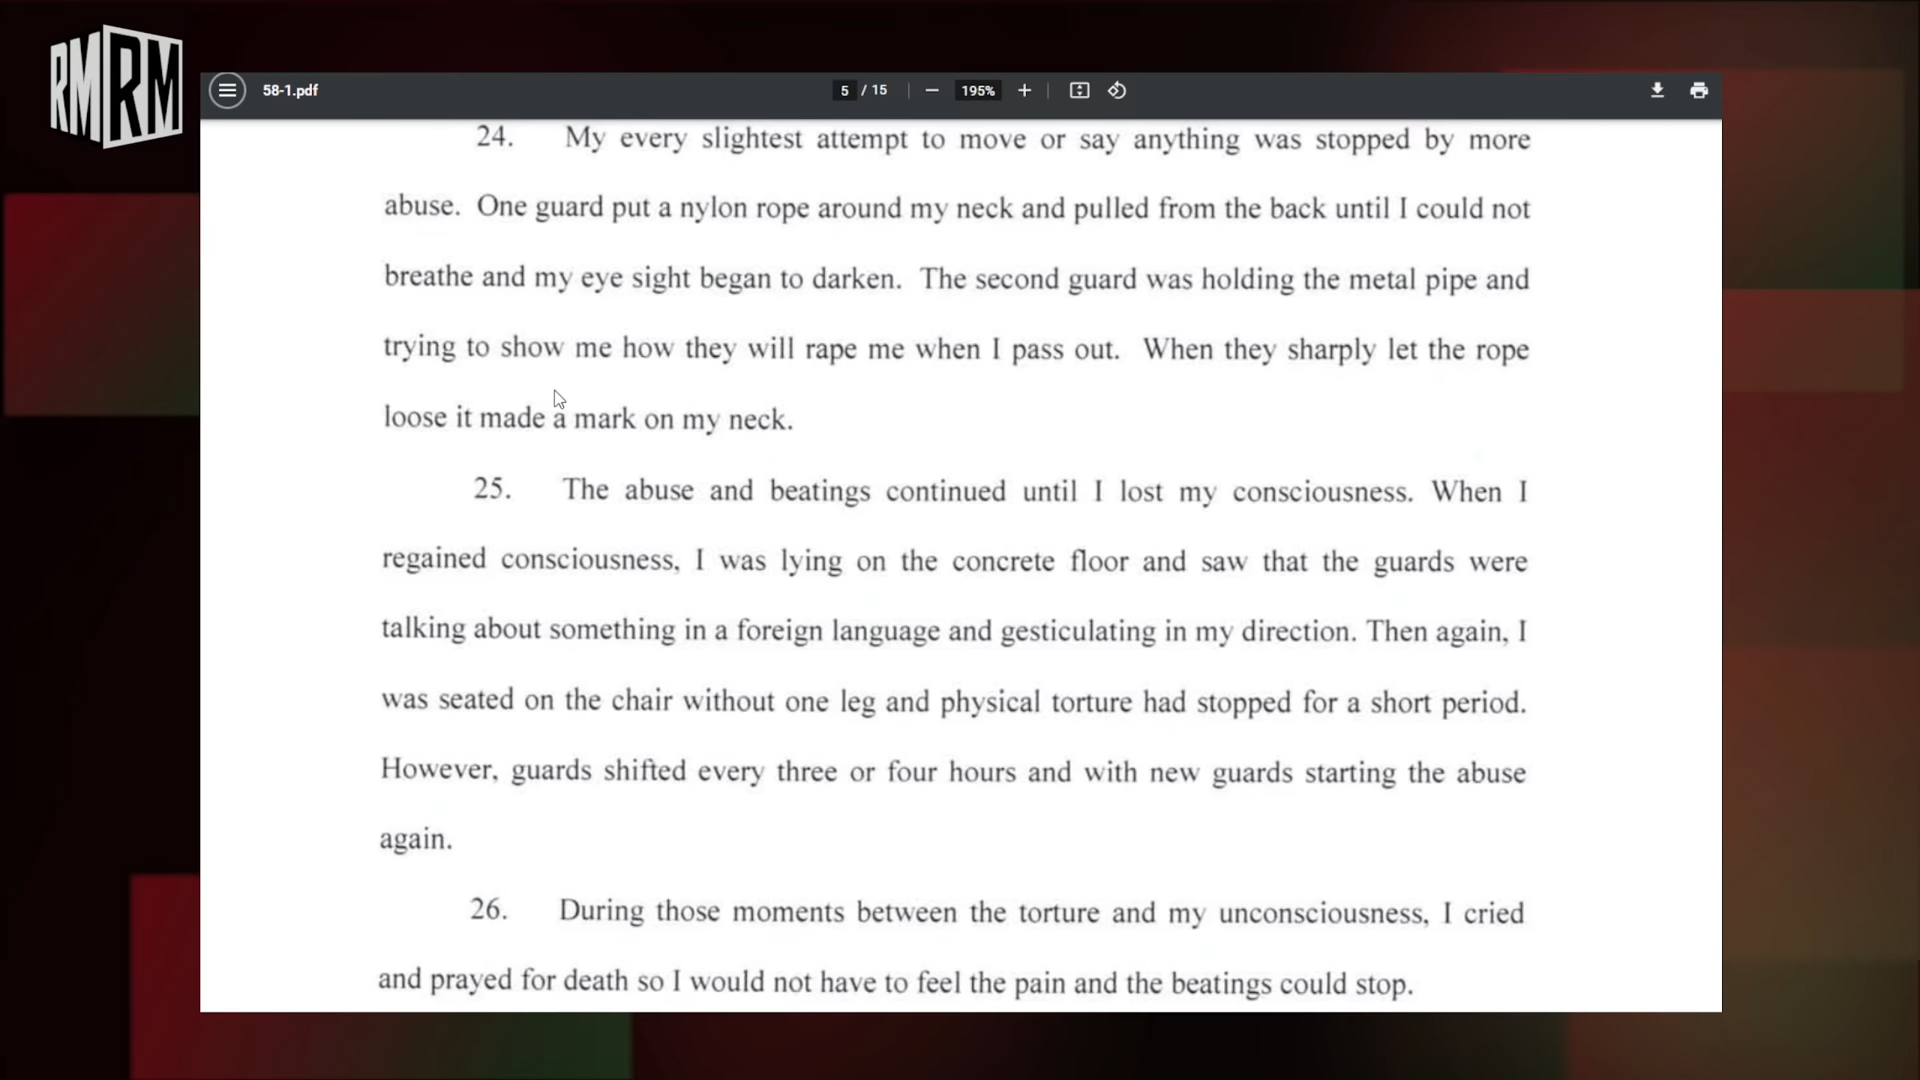 RMRM
58-1.pdf
5 / 15
195%
24. My every slightest attempt to move or say anything was stopped by more
abuse. One guard put a nylon rope around my neck and pulled from the back until I could not
breathe and my eye sight began to darken. The second guard was holding the metal pipe and
trying to show me how they will rape me when I pass out. When they sharply let the rope
loose it made a mark on my neck.
25. The abuse and beatings continued until I lost my consciousness. When I
regained consciousness, I was lying on the concrete floor and saw that the guards were
talking about something in a foreign language and gesticulating in my direction. Then again, I
was seated on the chair without one leg and physical torture had stopped for a short period.
However, guards shifted every three or four hours and with new guards starting the abuse
again.
26. During those moments between the torture and my unconsciousness, I cried
and prayed for death so I would not have to feel the pain and the beatings could stop.